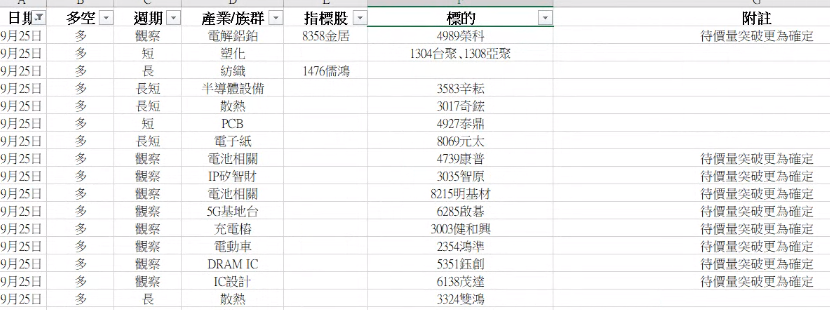 A B C D E F G
日期 多空 週期 產業/族群 指標股 標的 附註
9月25日 多 觀察 電解鋁鉑 8358金居 4989榮科 待價量突破更為確定
9月25日 多 短 塑化 1304台聚、1308亞聚
9月25日 多 長 紡織 1476儒鴻
9月25日 多 長短 半導體設備 3583辛耘
9月25日 多 長短 散熱 3017奇鋐
9月25日 多 短 PCB 4927泰鼎
9月25日 多 長短 電子紙 8069元太
9月25日 多 觀察 電池相關 4739康普 待價量突破更為確定
9月25日 多 觀察 IP矽智財 3035智原 待價量突破更為確定
9月25日 多 觀察 電池相關 8215明基材 待價量突破更為確定
9月25日 多 觀察 5G基地台 6285啟碁 待價量突破更為確定
9月25日 多 觀察 充電樁 3003健和興 待價量突破更為確定
9月25日 多 觀察 電動車 2354鴻準 待價量突破更為確定
9月25日 多 觀察 DRAM IC 5351鈺創 待價量突破更為確定
9月25日 多 觀察 IC設計 6138茂達 待價量突破更為確定
9月25日 多 長 散熱 3324雙鴻